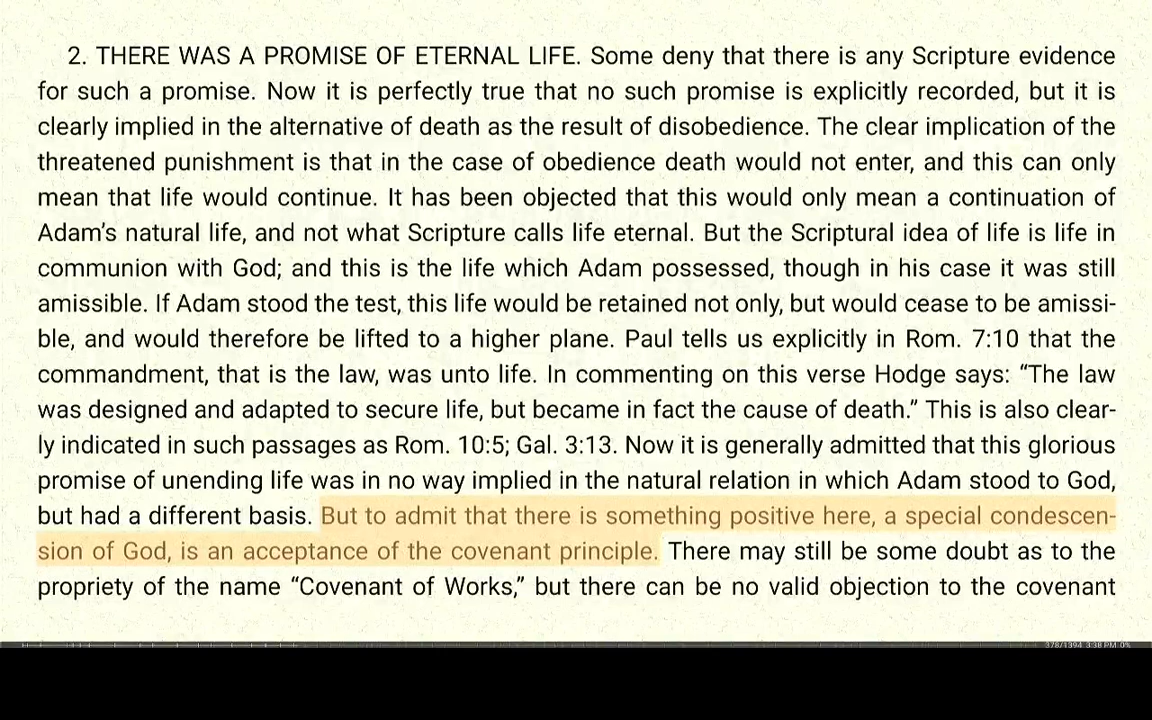 2. THERE WAS A PROMISE OF ETERNAL LIFE. Some deny that there is any Scripture evidence
for such a promise. Now it is perfectly true that no such promise is explicitly recorded, but it is
clearly implied in the alternative of death as the result of disobedience. The clear implication of the
threatened punishment is that in the case of obedience death would not enter, and this can only
mean that life would continue. It has been objected that this would only mean a continuation of
Adam’s natural life, and not what Scripture calls life eternal. But the Scriptural idea of life is life in
communion with God; and this is the life which Adam possessed, though in his case it was still
amissible. If Adam stood the test, this life would be retained not only, but would cease to be amissi-
ble, and would therefore be lifted to a higher plane. Paul tells us explicitly in Rom. 7:10 that the
commandment, that is the law, was unto life. In commenting on this verse Hodge says: “The law
was designed and adapted to secure life, but became in fact the cause of death.” This is also clear-
ly indicated in such passages as Rom. 10:5; Gal. 3:13. Now it is generally admitted that this glorious
promise of unending life was in no way implied in the natural relation in which Adam stood to God,
but had a different basis. But to admit that there is something positive here, a special condescen-
sion of God, is an acceptance of the covenant principle. There may still be some doubt as to the
propriety of the name “Covenant of Works,” but there can be no valid objection to the covenant
378/1394 3:38 PM 0%